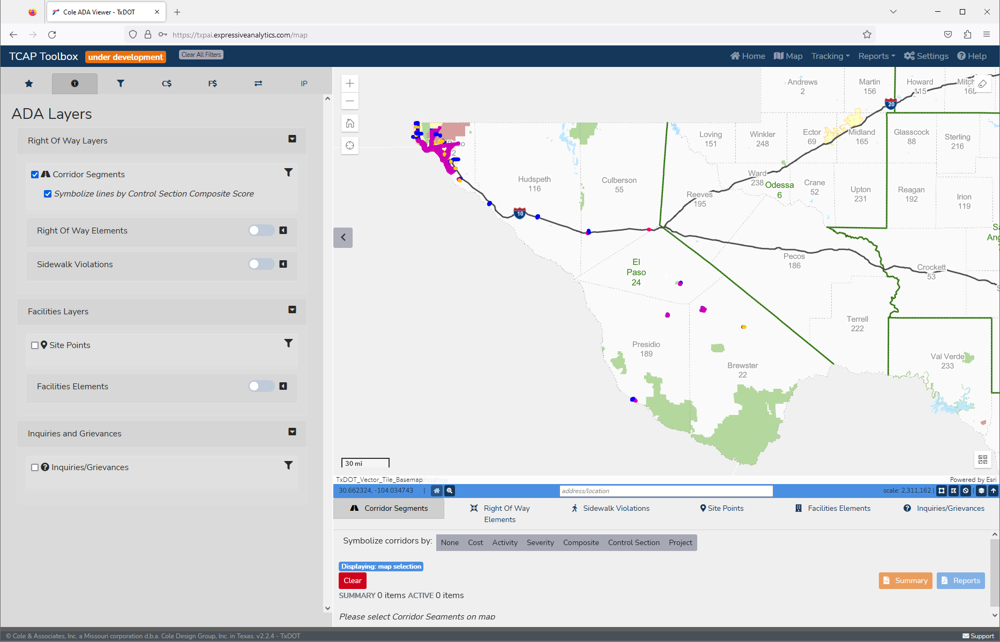 Cole ADA Viewer - TxDOT
https://txpai.expressiveanalytics.com/map
TCAP Toolbox under development Clear All Filters
Home Map Tracking Reports Settings Help
C$ F$ IP
ADA Layers
Right Of Way Layers
Corridor Segments
Symbolize lines by Control Section Composite Score
Right Of Way Elements
Sidewalk Violations
Facilities Layers
Site Points
Facilities Elements
Inquiries and Grievances
Inquiries/Grievances
Andrews
2
Martin
156
Howard
115
Mitch
168
20
Loving
151
Winkler
248
Ector
69
Midland
165
Glasscock
88
Sterling
216
Hudspeth
116
Culberson
55
10
Reeves
195
Ward
238
Odessa
6
Crane
52
Upton
231
Reagan
192
Irion
119
El
Paso
24
Pecos
186
Crockett
53
Presidio
189
Brewster
22
Terrell
222
Val Verde
233
30 mi
TxDOT_Vector_Tile_Basemap
Powered by Esri
30.662324, -104.034743 |
address/location
scale: 2,311,162 | |
Corridor Segments
Right Of Way
Elements
Sidewalk Violations
Site Points
Facilities Elements
Inquiries/Grievances
Symbolize corridors by: None Cost Activity Severity Composite Control Section Project
Displaying: map selection
Clear
Summary Reports
SUMMARY 0 items ACTIVE 0 items
Please select Corridor Segments on map
© Cole & Associates, Inc. a Missouri corporation d.b.a. Cole Design Group, Inc. in Texas. v2.2.4 - TxDOT
Support